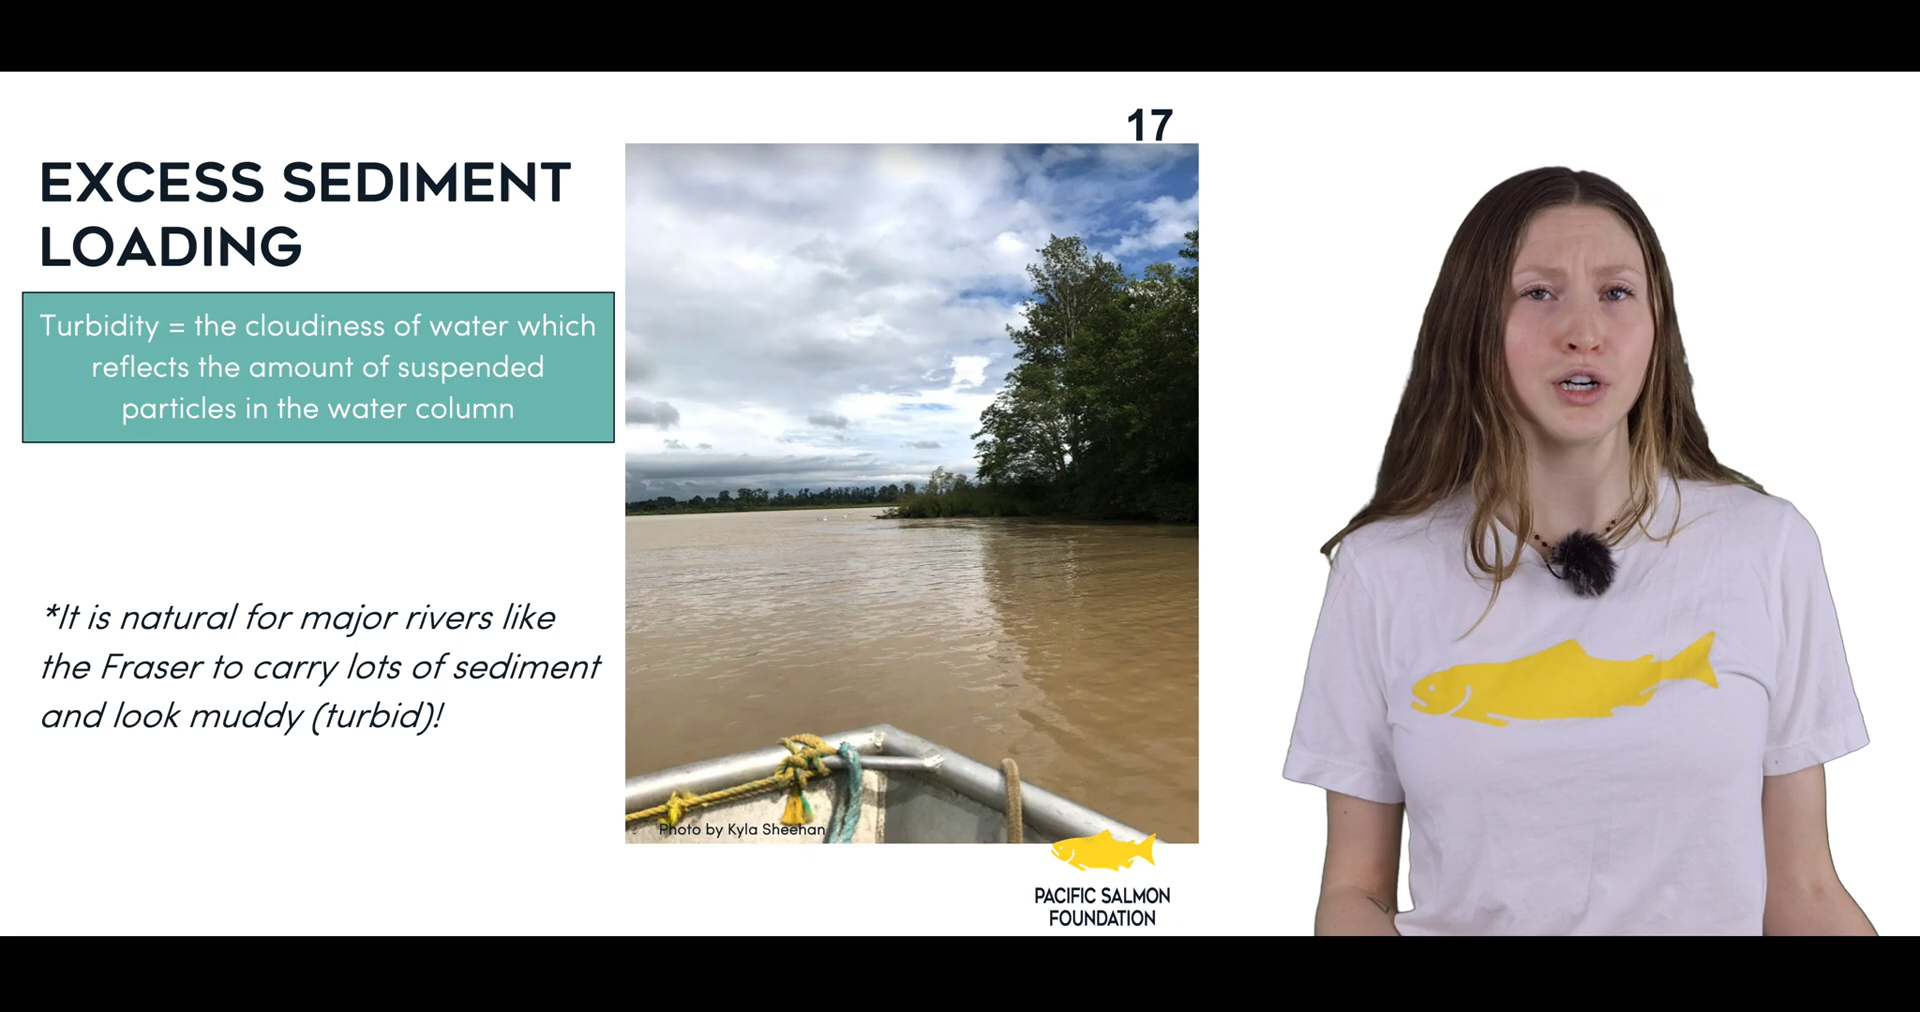 17
EXCESS SEDIMENT
LOADING
Turbidity = the cloudiness of water which
reflects the amount of suspended
particles in the water column
*It is natural for major rivers like
the Fraser to carry lots of sediment
and look muddy (turbid)!
Photo by Kyla Sheehan
PACIFIC SALMON
FOUNDATION